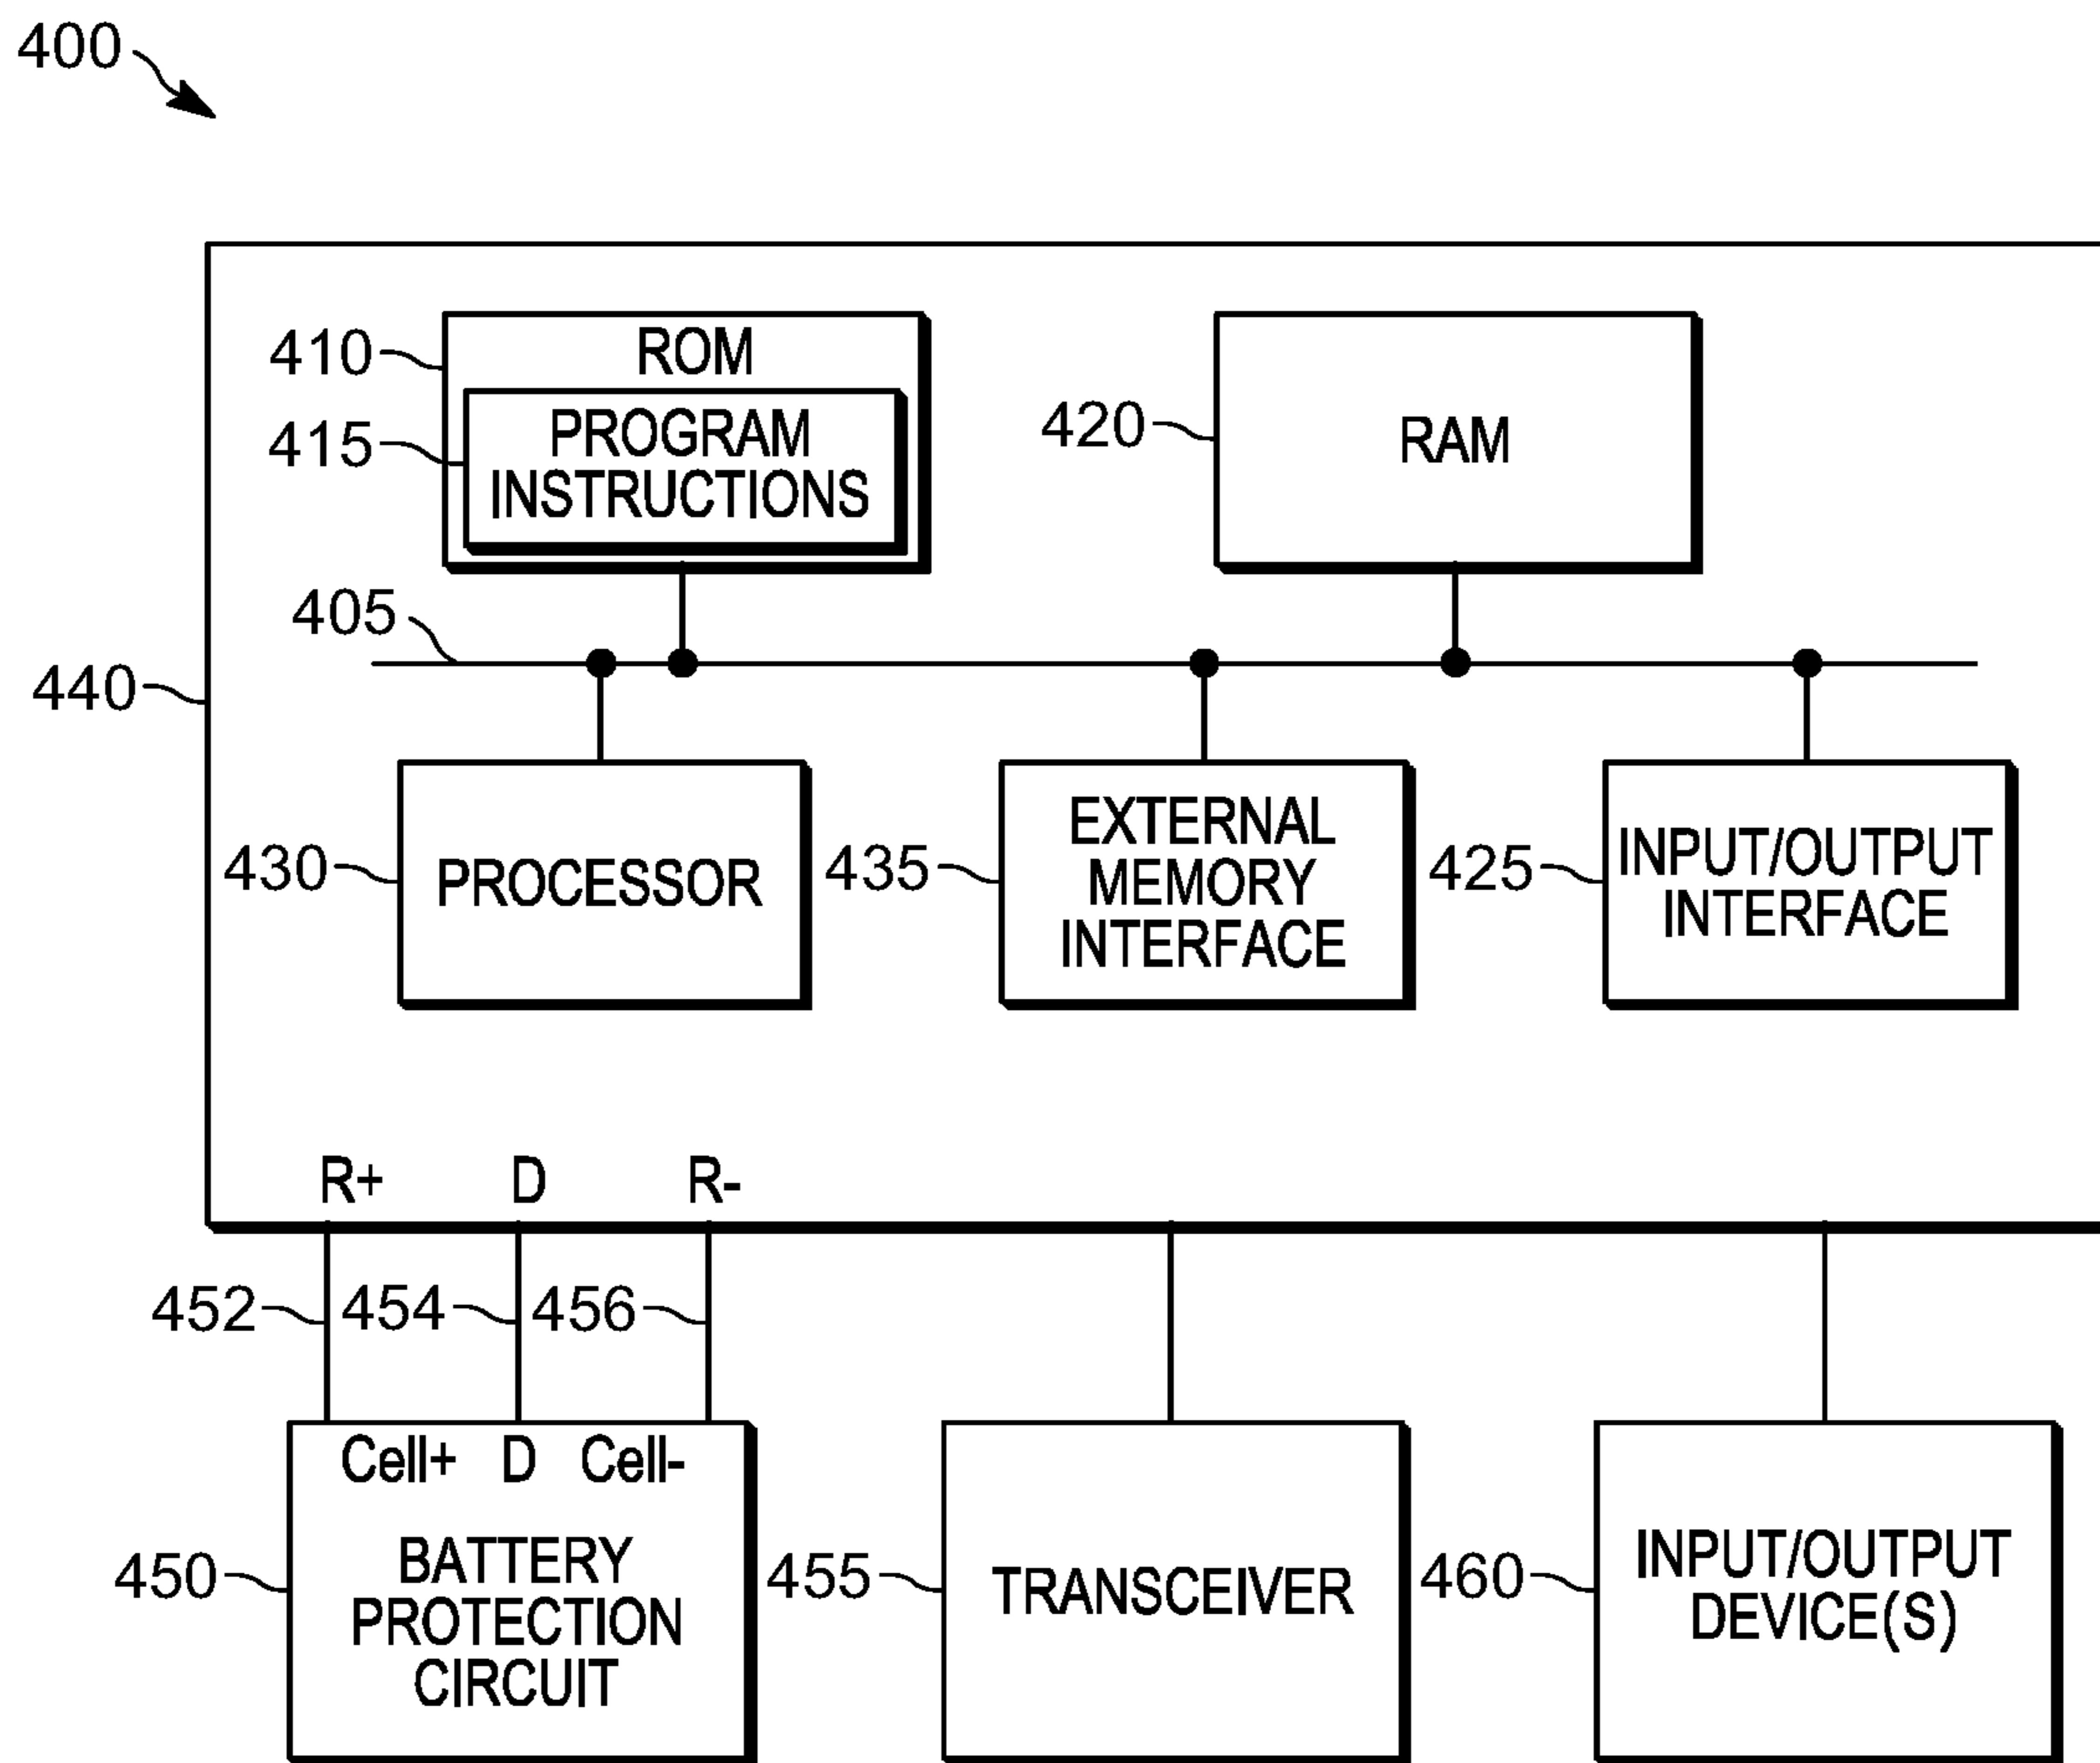 400
410
ROM
415
PROGRAM
INSTRUCTIONS
420
RAM
405
440
430
PROCESSOR
435
EXTERNAL
MEMORY
INTERFACE
425
INPUT/OUTPUT
INTERFACE
R+ D R-
452
454
456
Cell+ D Cell-
450
BATTERY
PROTECTION
CIRCUIT
455
TRANSCEIVER
460
INPUT/OUTPUT
DEVICE(S)